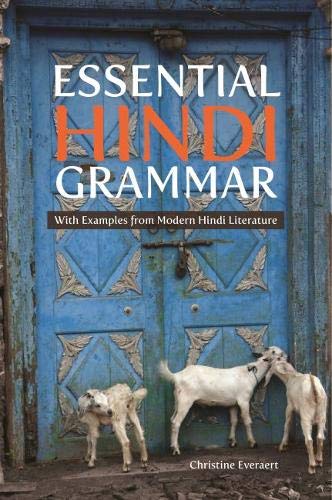 ESSENTIAL
HINDI
GRAMMAR
With Examples from Modern Hindi Literature
Christine Everaert